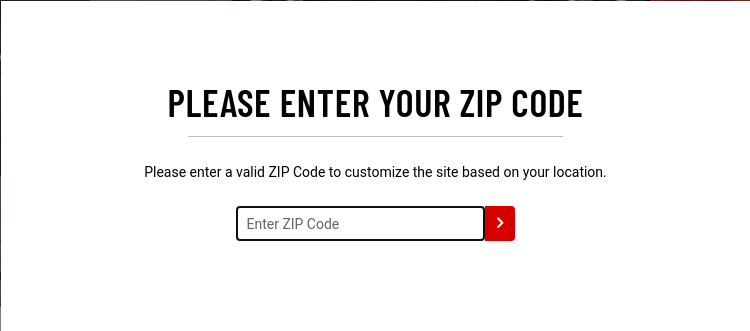 PLEASE ENTER YOUR ZIP CODE
Please enter a valid ZIP Code to customize the site based on your location.
Enter ZIP Code